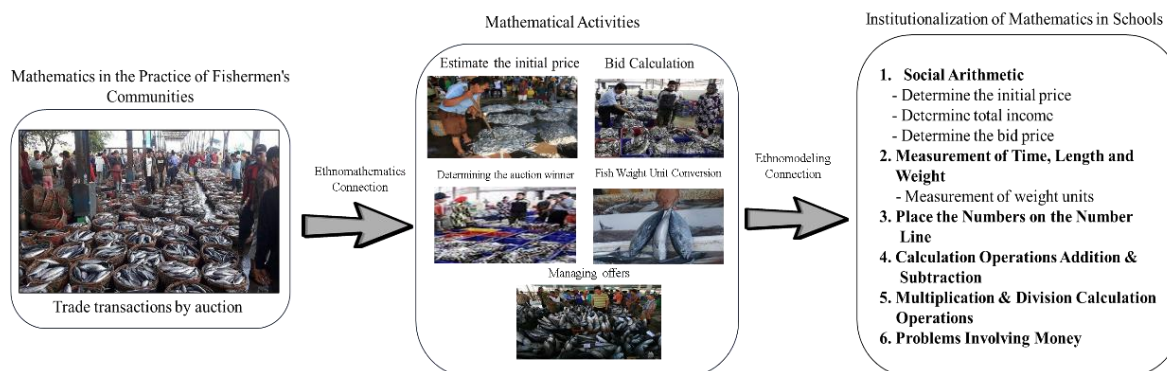 Mathematics in the Practice of Fishermen's
Communities
Trade transactions by auction
Ethnomathematics
Connection
Mathematical Activities
Estimate the initial price
Bid Calculation
Determining the auction winner
Fish Weight Unit Conversion
Managing offers
Ethnomodeling
Connection
Institutionalization of Mathematics in Schools
1. Social Arithmetic
- Determine the initial price
- Determine total income
- Determine the bid price
2. Measurement of Time, Length and
Weight
- Measurement of weight units
3. Place the Numbers on the Number
Line
4. Calculation Operations Addition &
Subtraction
5. Multiplication & Division Calculation
Operations
6. Problems Involving Money